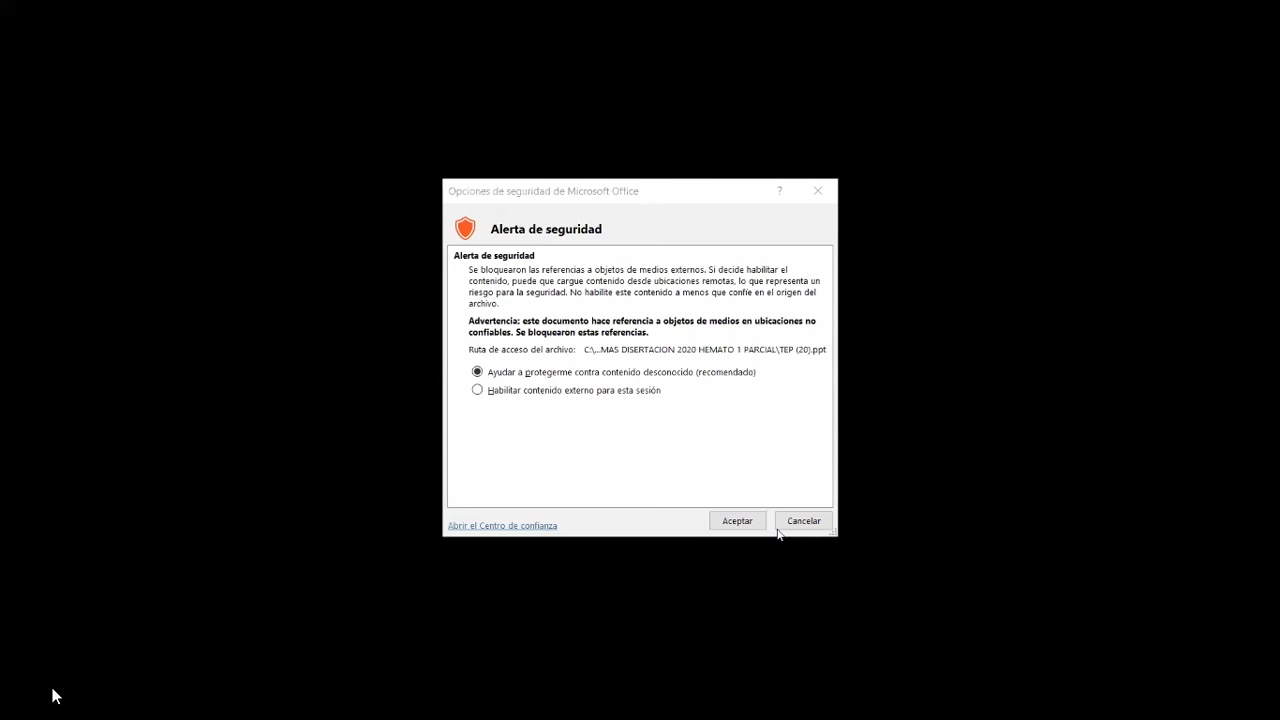 Opciones de seguridad de Microsoft Office
?
Alerta de seguridad
Alerta de seguridad
Se bloquearon las referencias a objetos de medios externos. Si decide habilitar el
contenido, puede que cargue contenido desde ubicaciones remotas, lo que representa un
riesgo para la seguridad. No habilite este contenido a menos que confíe en el origen del
archivo.
Advertencia: este documento hace referencia a objetos de medios en ubicaciones no
confiables. Se bloquearon estas referencias.
Ruta de acceso del archivo: C:\...MAS DISERTACION 2020 HEMATO 1 PARCIAL\TEP (20).ppt
Ayudar a protegerme contra contenido desconocido (recomendado)
Habilitar contenido externo para esta sesión
Abrir el Centro de confianza
Aceptar
Cancelar